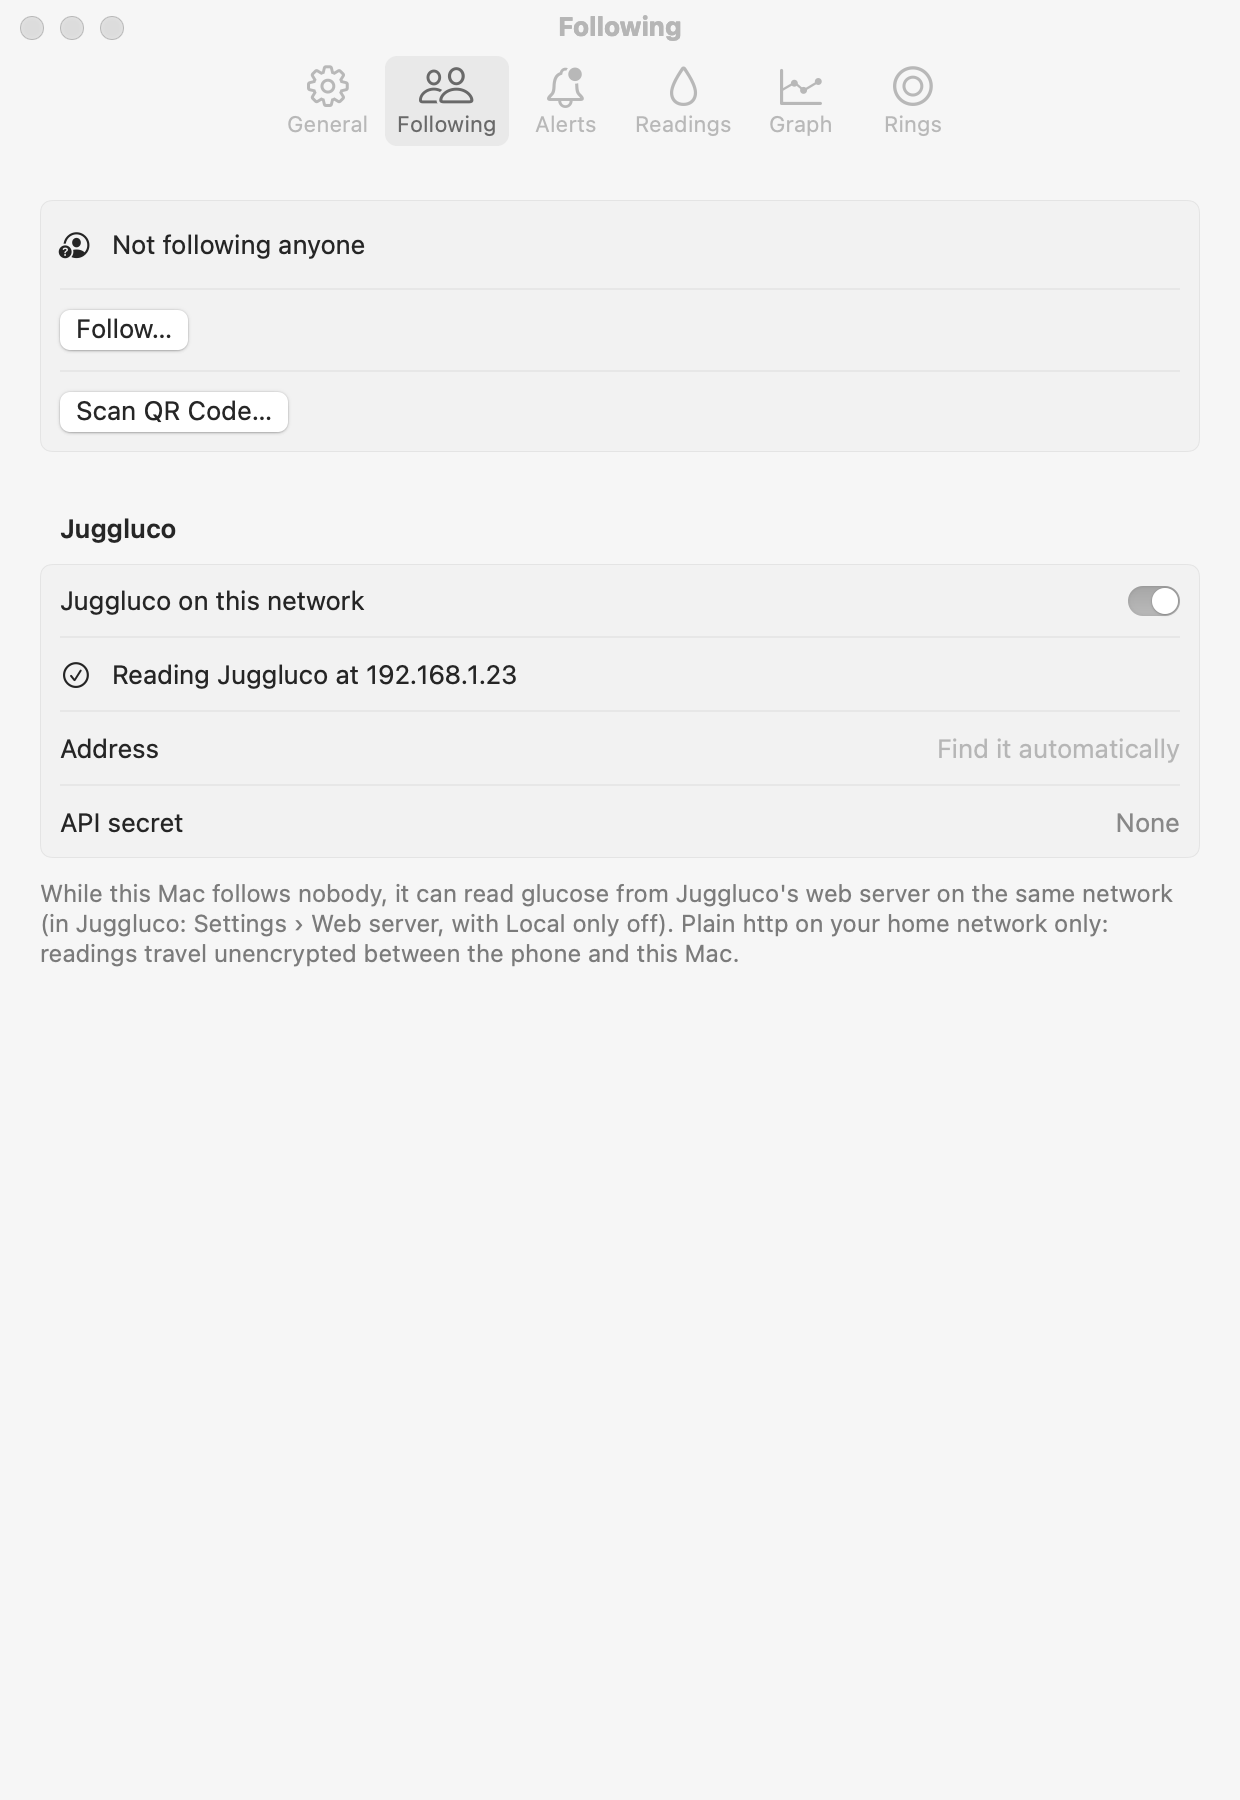 Following
General
Following
Alerts
Readings
Graph
Rings
Not following anyone
Follow...
Scan QR Code...
Juggluco
Juggluco on this network
Reading Juggluco at 192.168.1.23
Address
Find it automatically
API secret
None
While this Mac follows nobody, it can read glucose from Juggluco's web server on the same network
(in Juggluco: Settings › Web server, with Local only off). Plain http on your home network only:
readings travel unencrypted between the phone and this Mac.